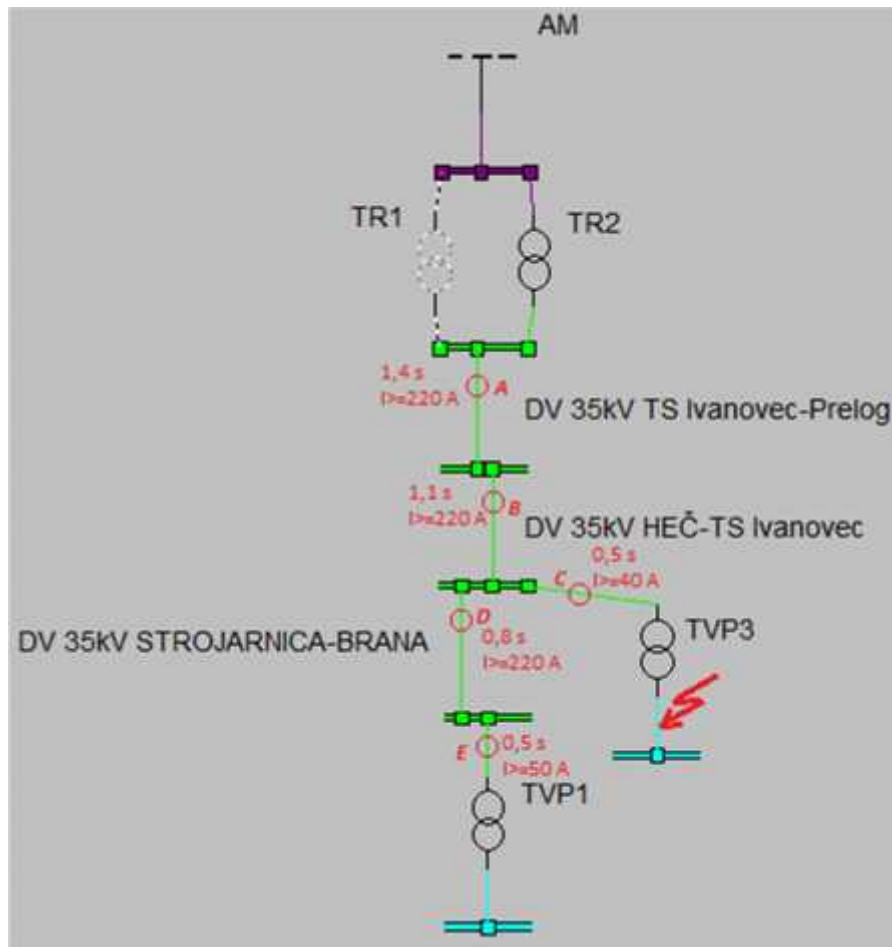 AM
TR1
TR2
1,4 s
I>=220 A
A
DV 35kV TS Ivanovec-Prelog
1,1 s
I>=220 A
B
DV 35kV HEČ-TS Ivanovec
0,5 s
I>=40 A
C
D
0,8 s
I>=220 A
DV 35kV STROJARNICA-BRANA
TVP3
E
0,5 s
I>=50 A
TVP1